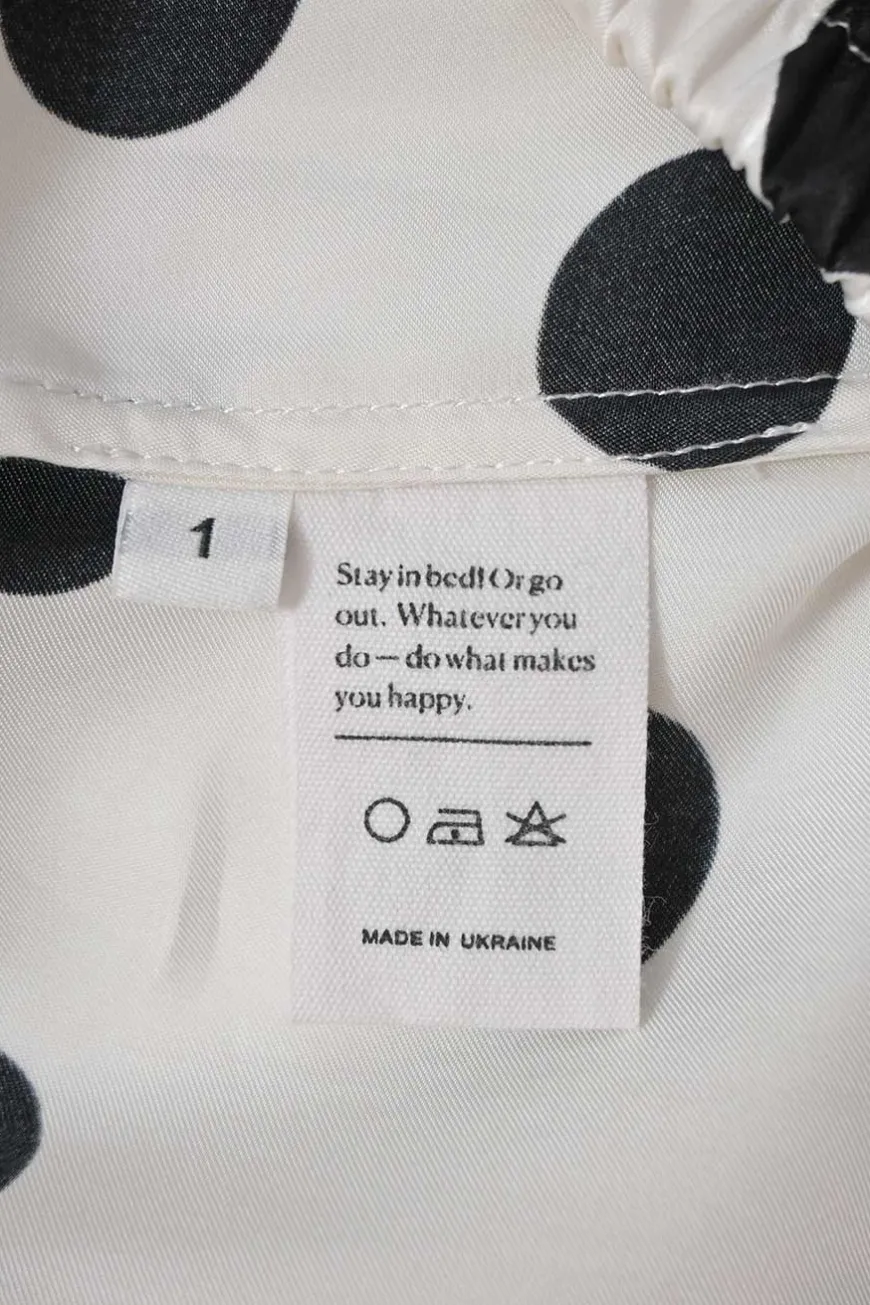 1
Stay in bed! Or go
out. Whatever you
do — do what makes
you happy.
MADE IN UKRAINE